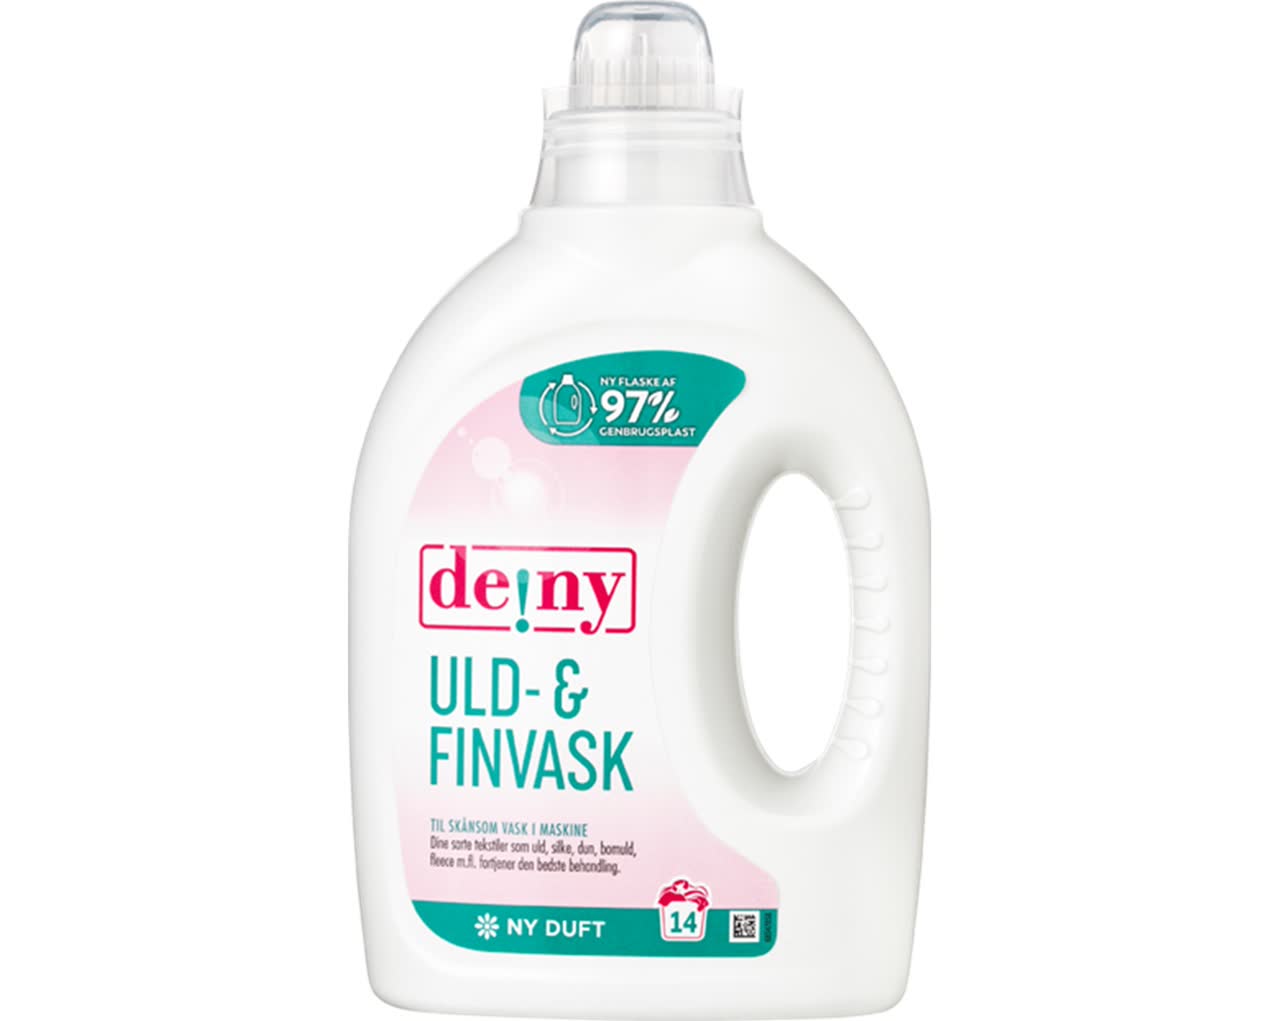 NY FLASKE AF
97%
GENBRUGSPLAST
de!ny
ULD- &
FINVASK
TIL SKÅNSOM VASK I MASKINE
Dine sarte tekstiler som uld, silke, dun, bomuld,
fleece m.fl. fortjener den bedste behandling.
NY DUFT
14